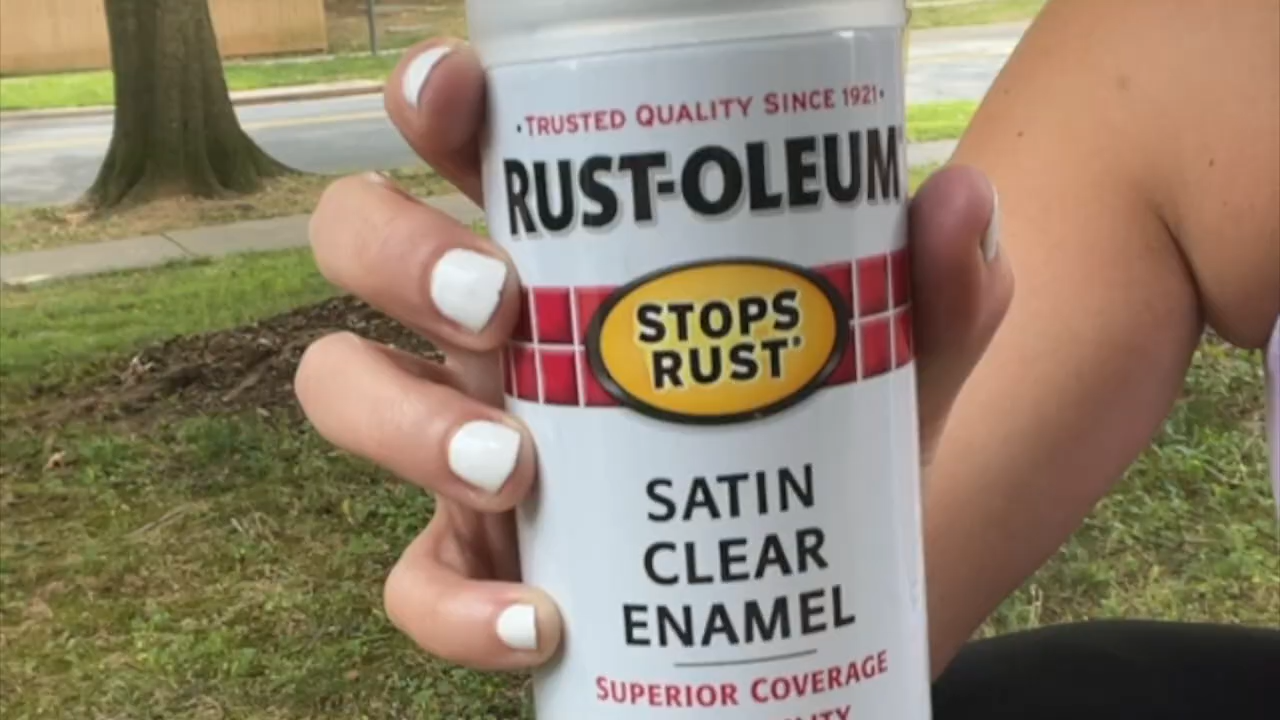 ·TRUSTED QUALITY SINCE 1921·
RUST-OLEUM
STOPS
RUST®
SATIN
CLEAR
ENAMEL
SUPERIOR COVERAGE